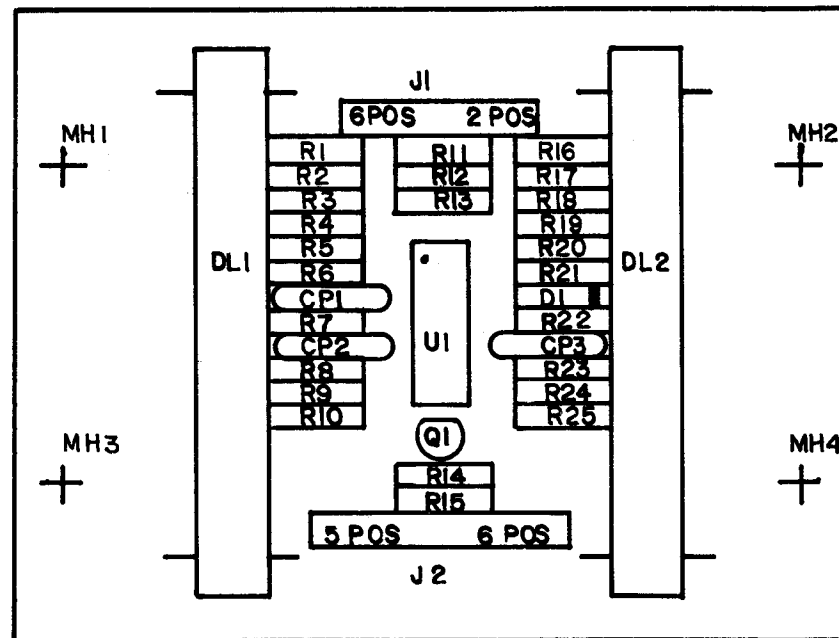 J1
6POS 2 POS
MH1
MH2
R1
R2
R3
R4
R5
R6
CP1
R7
CP2
R8
R9
R10
R11
R12
R13
R16
R17
R18
R19
R20
R21
D1
R22
CP3
R23
R24
R25
DL1
DL2
U1
Q1
MH3
MH4
R14
R15
5 POS 6 POS
J2